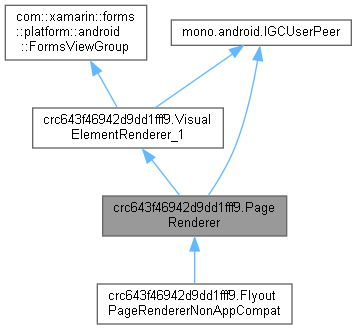 com::xamarin::forms
::platform::android
::FormsViewGroup
mono.android.IGCUserPeer
crc643f46942d9dd1fff9.Visual
ElementRenderer_1
crc643f46942d9dd1fff9.Page
Renderer
crc643f46942d9dd1fff9.Flyout
PageRendererNonAppCompat